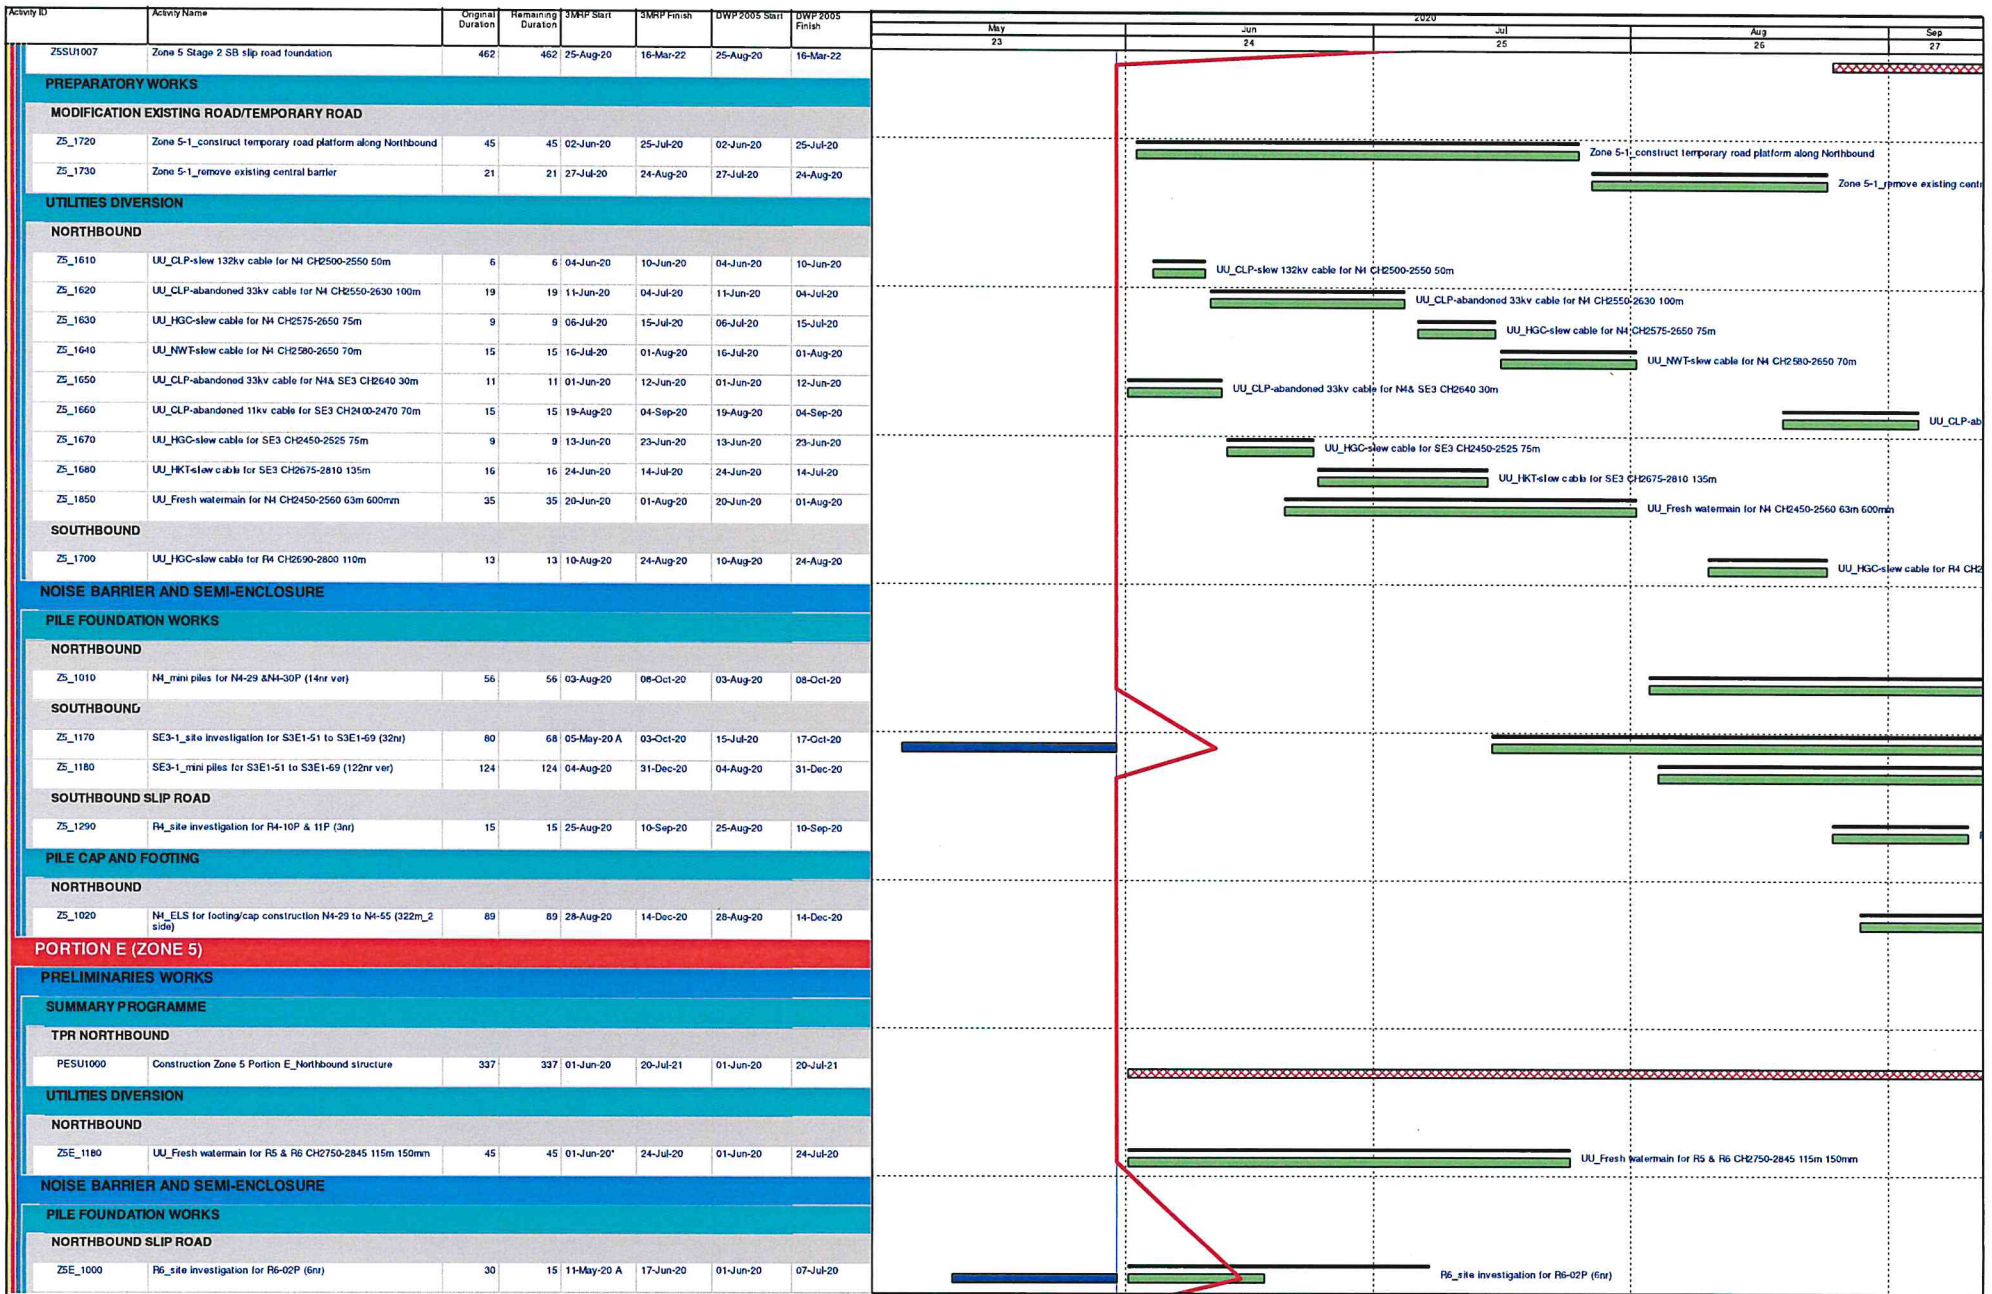 Activity ID Activity Name Original Duration Remaining Duration 3MRP Start 3MRP Finish DWP 2005 Start DWP 2005 Finish
2020
May Jun Jul Aug Sep
23 24 25 26 27
Z5SU1007 Zone 5 Stage 2 SB slip road foundation 462 462 25-Aug-20 16-Mar-22 25-Aug-20 16-Mar-22
PREPARATORY WORKS
MODIFICATION EXISTING ROAD/TEMPORARY ROAD
Z5_1720 Zone 5-1_construct temporary road platform along Northbound 45 45 02-Jun-20 25-Jul-20 02-Jun-20 25-Jul-20 Zone 5-1_construct temporary road platform along Northbound
Z5_1730 Zone 5-1_remove existing central barrier 21 21 27-Jul-20 24-Aug-20 27-Jul-20 24-Aug-20 Zone 5-1_remove existing centr
UTILITIES DIVERSION
NORTHBOUND
Z5_1610 UU_CLP-slew 132kv cable for N4 CH2500-2550 50m 6 6 04-Jun-20 10-Jun-20 04-Jun-20 10-Jun-20 UU_CLP-slew 132kv cable for N4 CH2500-2550 50m
Z5_1620 UU_CLP-abandoned 33kv cable for N4 CH2550-2630 100m 19 19 11-Jun-20 04-Jul-20 11-Jun-20 04-Jul-20 UU_CLP-abandoned 33kv cable for N4 CH2550-2630 100m
Z5_1630 UU_HGC-slew cable for N4 CH2575-2650 75m 9 9 06-Jul-20 15-Jul-20 06-Jul-20 15-Jul-20 UU_HGC-slew cable for N4 CH2575-2650 75m
Z5_1640 UU_NWT-slew cable for N4 CH2580-2650 70m 15 15 16-Jul-20 01-Aug-20 16-Jul-20 01-Aug-20 UU_NWT-slew cable for N4 CH2580-2650 70m
Z5_1650 UU_CLP-abandoned 33kv cable for N4& SE3 CH2640 30m 11 11 01-Jun-20 12-Jun-20 01-Jun-20 12-Jun-20 UU_CLP-abandoned 33kv cable for N4& SE3 CH2640 30m
Z5_1660 UU_CLP-abandoned 11kv cable for SE3 CH2400-2470 70m 15 15 19-Aug-20 04-Sep-20 19-Aug-20 04-Sep-20 UU_CLP-ab
Z5_1670 UU_HGC-slew cable for SE3 CH2450-2525 75m 9 9 13-Jun-20 23-Jun-20 13-Jun-20 23-Jun-20 UU_HGC-slew cable for SE3 CH2450-2525 75m
Z5_1680 UU_HKT-slew cable for SE3 CH2675-2810 135m 16 16 24-Jun-20 14-Jul-20 24-Jun-20 14-Jul-20 UU_HKT-slew cable for SE3 CH2675-2810 135m
Z5_1850 UU_Fresh watermain for N4 CH2450-2560 63m 600mm 35 35 20-Jun-20 01-Aug-20 20-Jun-20 01-Aug-20 UU_Fresh watermain for N4 CH2450-2560 63m 600mm
SOUTHBOUND
Z5_1700 UU_HGC-slew cable for R4 CH2690-2800 110m 13 13 10-Aug-20 24-Aug-20 10-Aug-20 24-Aug-20 UU_HGC-slew cable for R4 CH2
NOISE BARRIER AND SEMI-ENCLOSURE
PILE FOUNDATION WORKS
NORTHBOUND
Z5_1010 N4_mini piles for N4-29 &N4-30P (14nr ver) 56 56 03-Aug-20 08-Oct-20 03-Aug-20 08-Oct-20
SOUTHBOUND
Z5_1170 SE3-1_site investigation for S3E1-51 to S3E1-69 (32nr) 80 68 05-May-20 A 03-Oct-20 15-Jul-20 17-Oct-20
Z5_1180 SE3-1_mini piles for S3E1-51 to S3E1-69 (122nr ver) 124 124 04-Aug-20 31-Dec-20 04-Aug-20 31-Dec-20
SOUTHBOUND SLIP ROAD
Z5_1290 R4_site investigation for R4-10P & 11P (3nr) 15 15 25-Aug-20 10-Sep-20 25-Aug-20 10-Sep-20
PILE CAP AND FOOTING
NORTHBOUND
Z5_1020 N4_ELS for footing/cap construction N4-29 to N4-55 (322m_2 side) 89 89 28-Aug-20 14-Dec-20 28-Aug-20 14-Dec-20
PORTION E (ZONE 5)
PRELIMINARIES WORKS
SUMMARY PROGRAMME
TPR NORTHBOUND
PESU1000 Construction Zone 5 Portion E_Northbound structure 337 337 01-Jun-20 20-Jul-21 01-Jun-20 20-Jul-21
UTILITIES DIVERSION
NORTHBOUND
Z5E_1180 UU_Fresh watermain for R5 & R6 CH2750-2845 115m 150mm 45 45 01-Jun-20* 24-Jul-20 01-Jun-20 24-Jul-20 UU_Fresh watermain for R5 & R6 CH2750-2845 115m 150mm
NOISE BARRIER AND SEMI-ENCLOSURE
PILE FOUNDATION WORKS
NORTHBOUND SLIP ROAD
Z5E_1000 R6_site investigation for R6-02P (6nr) 30 15 11-May-20 A 17-Jun-20 01-Jun-20 07-Jul-20 R6_site investigation for R6-02P (6nr)